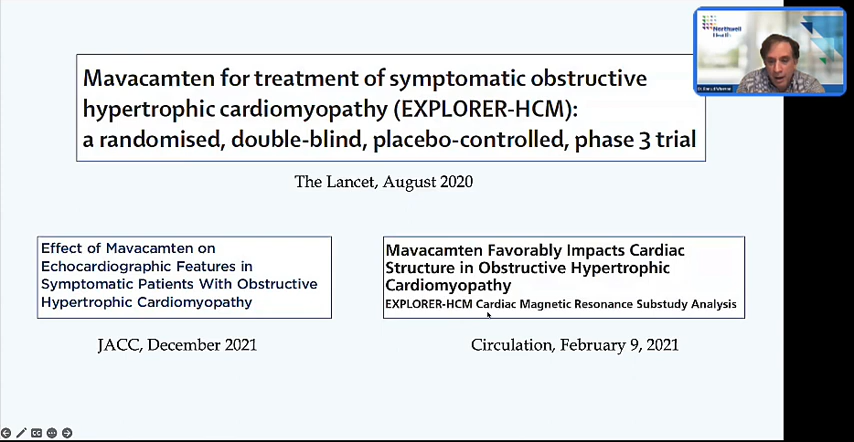 Northwell
Health
Mavacamten for treatment of symptomatic obstructive
hypertrophic cardiomyopathy (EXPLORER-HCM):
a randomised, double-blind, placebo-controlled, phase 3 trial
The Lancet, August 2020
Effect of Mavacamten on
Echocardiographic Features in
Symptomatic Patients With Obstructive
Hypertrophic Cardiomyopathy
JACC, December 2021
Mavacamten Favorably Impacts Cardiac
Structure in Obstructive Hypertrophic
Cardiomyopathy
EXPLORER-HCM Cardiac Magnetic Resonance Substudy Analysis
Circulation, February 9, 2021
CC